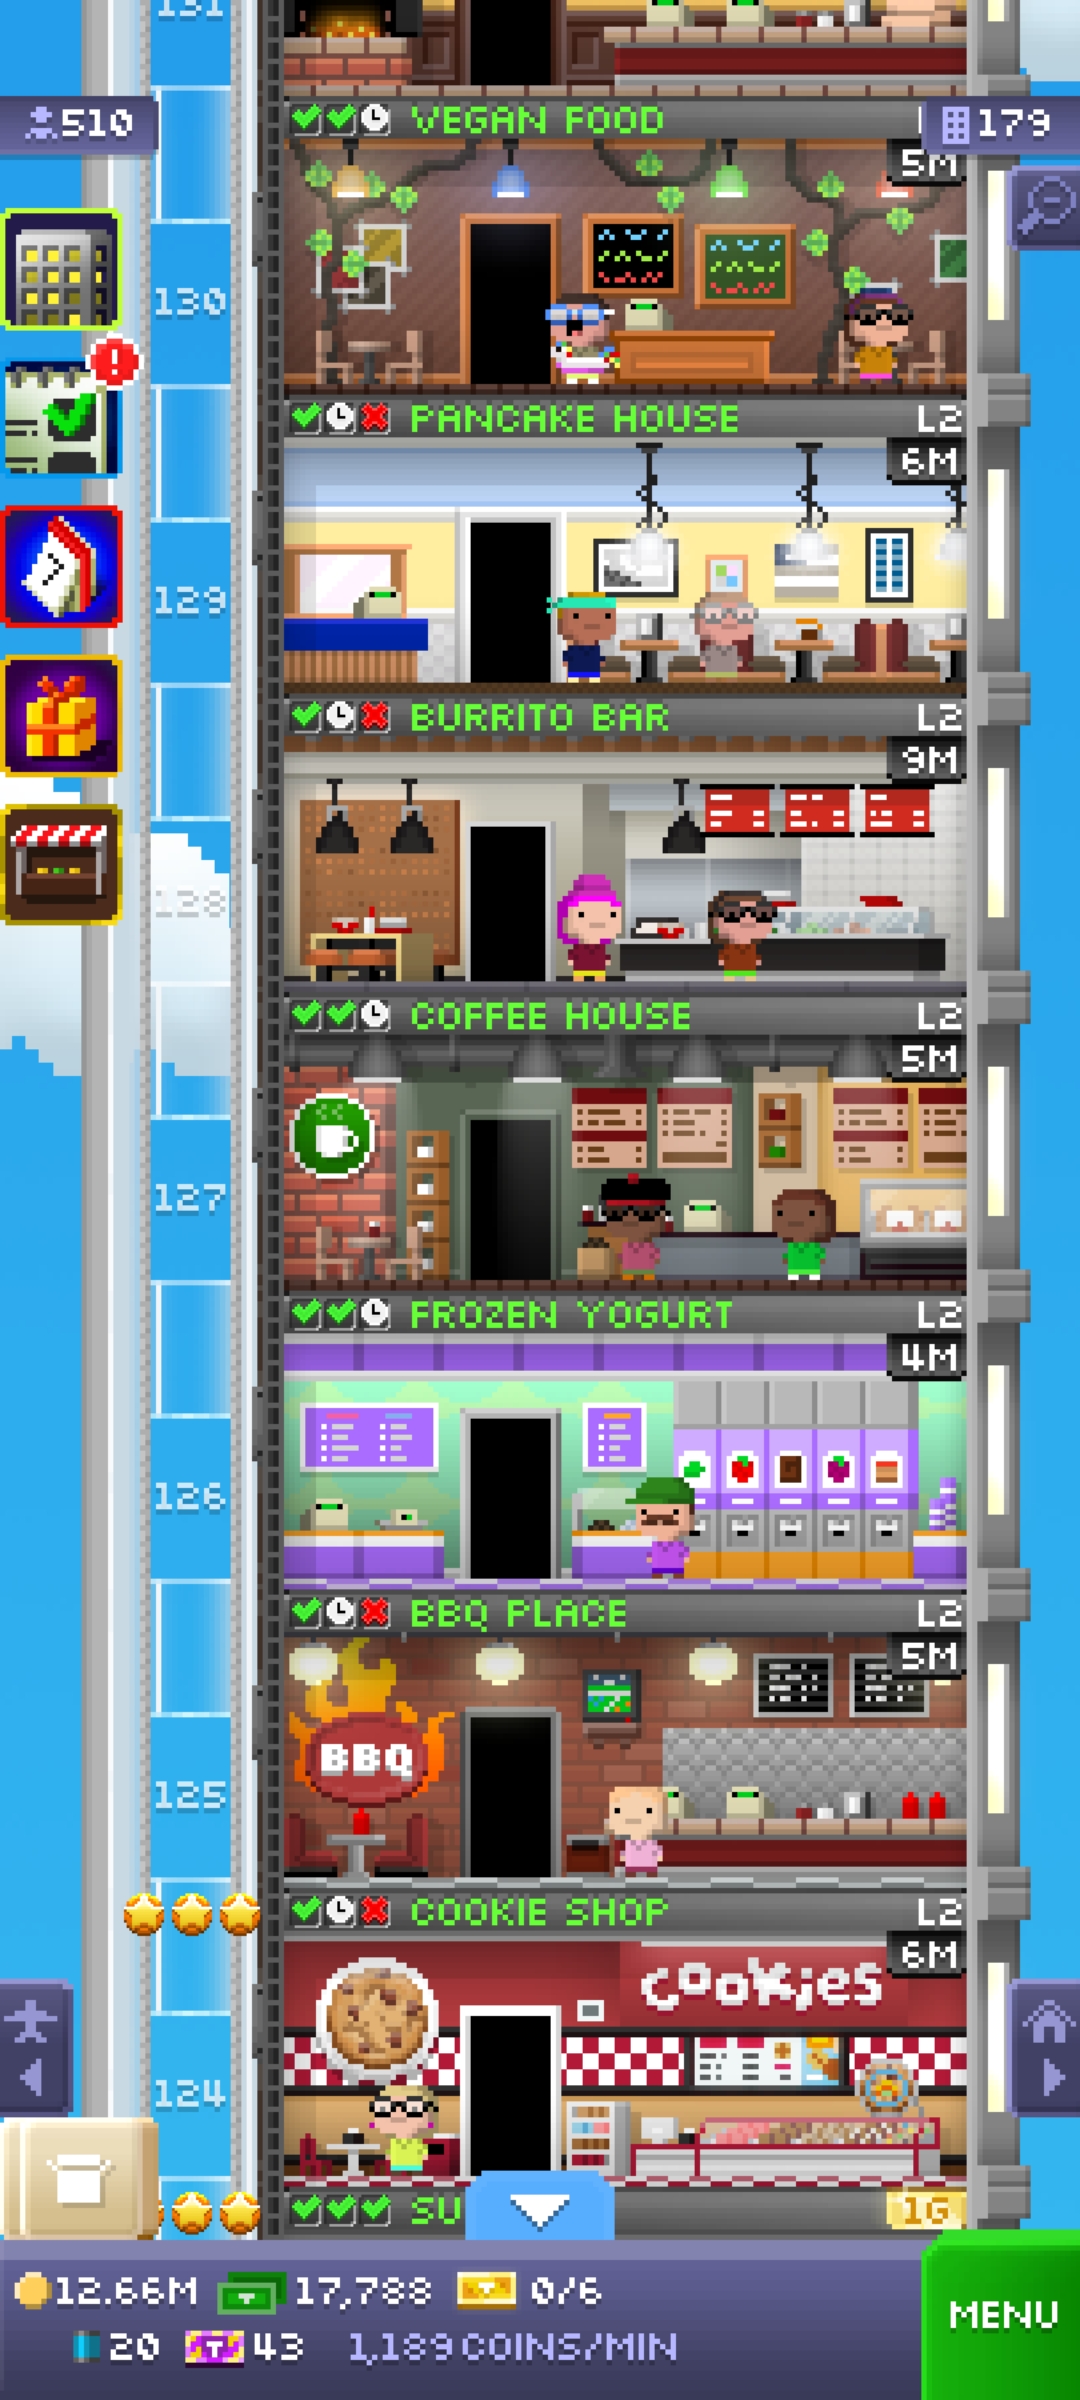 131
510
VEGAN FOOD
179
5M
130
PANCAKE HOUSE L2
6M
129
BURRITO BAR L2
9M
128
COFFEE HOUSE L2
5M
127
FROZEN YOGURT L2
4M
126
BBQ PLACE L2
5M
BBQ
125
COOKIE SHOP L2
6M
cookies
124
SU
1G
12.66M 17,788 0/6
MENU
20 43 1,189 COINS/MIN